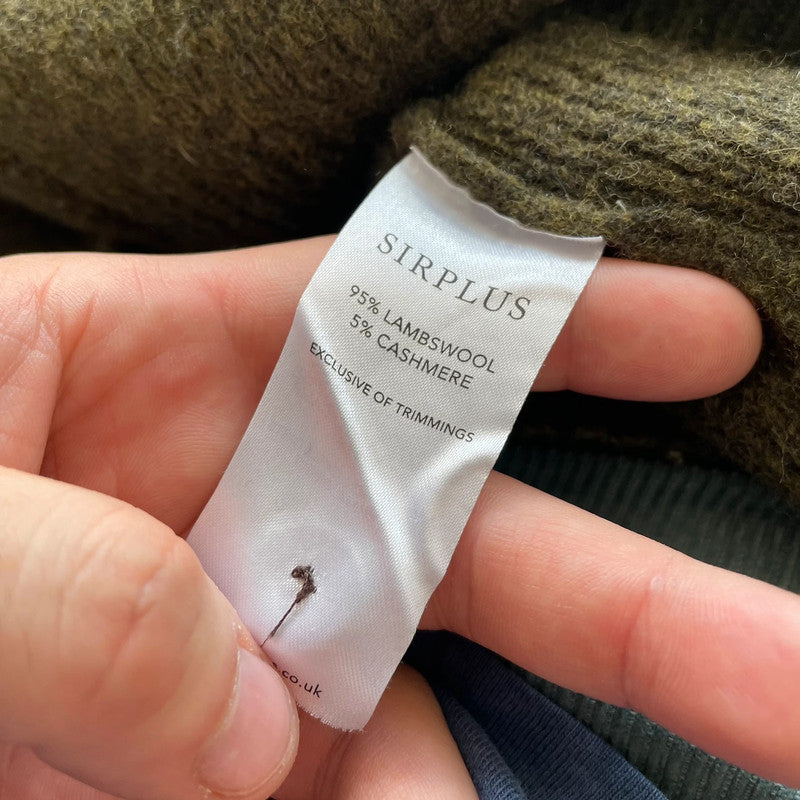 SIRPLUS
95% LAMBSWOOL
5% CASHMERE
EXCLUSIVE OF TRIMMINGS
.co.uk